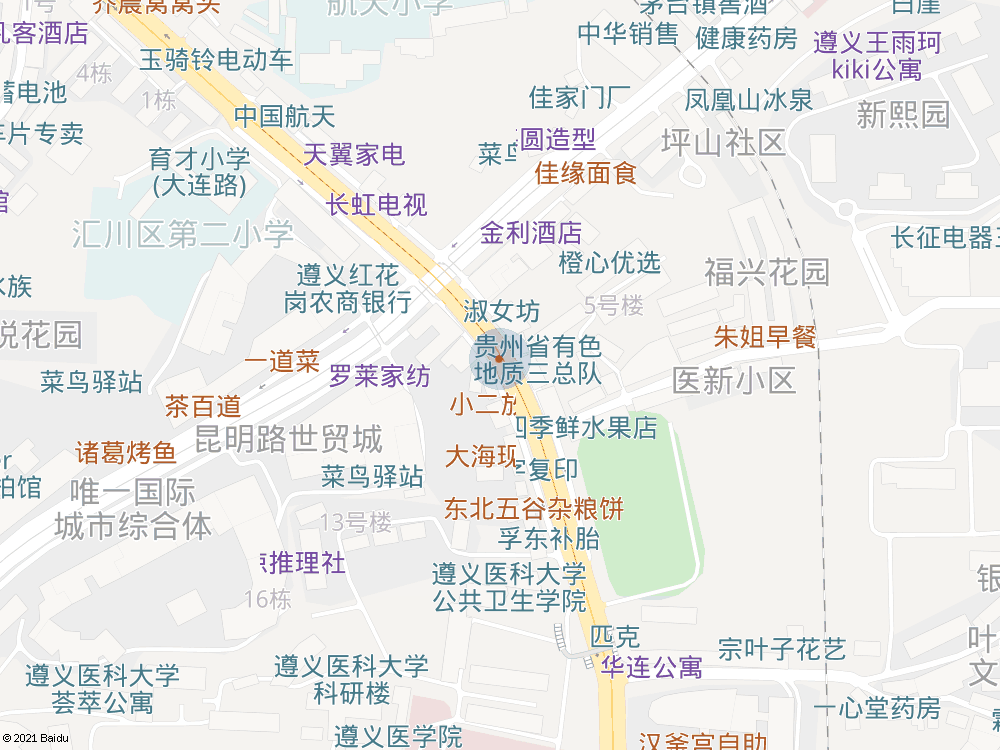 航天小学
茅台镇醤酒
白崖
客酒店
4栋
1栋
玉骑铃电动车
中国航天
中华销售
健康药房
遵义王雨珂
kiki公寓
蓄电池
车片专卖
育才小学
(大连路)
天翼家电
佳家门厂
圆造型
菜鸟
佳缘面食
凤凰山冰泉
新熙园
坪山社区
长虹电视
汇川区第二小学
金利酒店
橙心优选
长征电器
福兴花园
水族
遵义红花
岗农商银行
淑女坊
5号楼
悦花园
一道菜
罗莱家纺
贵州省有色
地质三总队
朱姐早餐
医新小区
菜鸟驿站
茶百道
小二放
四季鲜水果店
诸葛烤鱼
昆明路世贸城
大海现
复印
菜鸟驿站
相馆
唯一国际
城市综合体
13号楼
东北五谷杂粮饼
孚东补胎
推理社
16栋
遵义医科大学
公共卫生学院
银
匹克
华连公寓
宗叶子花艺
叶
文
遵义医科大学
荟萃公寓
遵义医科大学
科研楼
遵义医学院
一心堂药房
汉釜宫自助
© 2021 Baidu